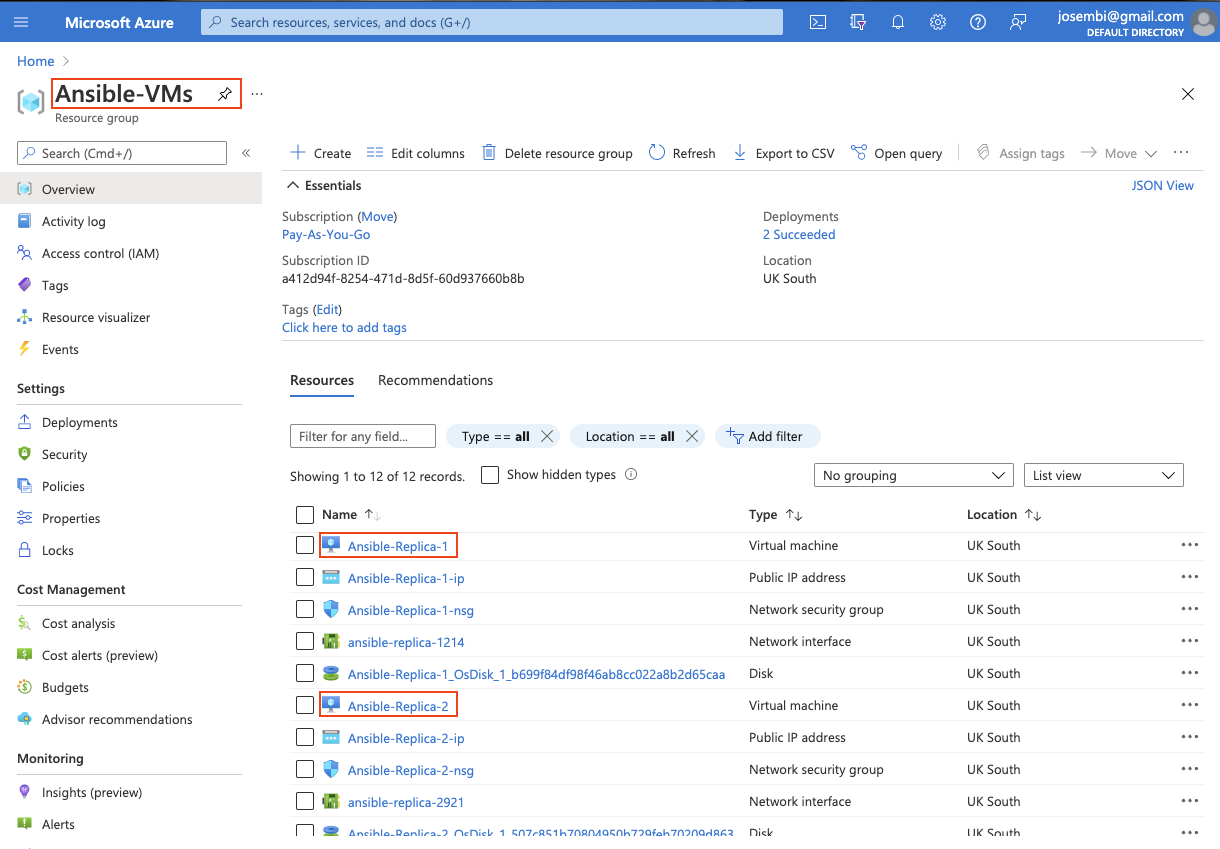 Microsoft Azure
Search resources, services, and docs (G+/)
josembi@gmail.com
DEFAULT DIRECTORY
Home
Ansible-VMs
...
Resource group
Search (Cmd+/)
«
Overview
Activity log
Access control (IAM)
Tags
Resource visualizer
Events
Settings
Deployments
Security
Policies
Properties
Locks
Cost Management
Cost analysis
Cost alerts (preview)
Budgets
Advisor recommendations
Monitoring
Insights (preview)
Alerts
Create Edit columns Delete resource group Refresh Export to CSV Open query Assign tags Move ...
Essentials
JSON View
Subscription (Move)
Pay-As-You-Go
Subscription ID
a412d94f-8254-471d-8d5f-60d937660b8b
Deployments
2 Succeeded
Location
UK South
Tags (Edit)
Click here to add tags
Resources Recommendations
Filter for any field... Type == all Location == all Add filter
Showing 1 to 12 of 12 records. Show hidden types No grouping List view
Name Type Location
Ansible-Replica-1 Virtual machine UK South ...
Ansible-Replica-1-ip Public IP address UK South ...
Ansible-Replica-1-nsg Network security group UK South ...
ansible-replica-1214 Network interface UK South ...
Ansible-Replica-1_OsDisk_1_b699f84df98f46ab8cc022a8b2d65caa Disk UK South ...
Ansible-Replica-2 Virtual machine UK South ...
Ansible-Replica-2-ip Public IP address UK South ...
Ansible-Replica-2-nsg Network security group UK South ...
ansible-replica-2921 Network interface UK South ...
Ansible-Replica-2_OsDisk_1_507c851b70804950b729feb70209d863 Disk UK South ...